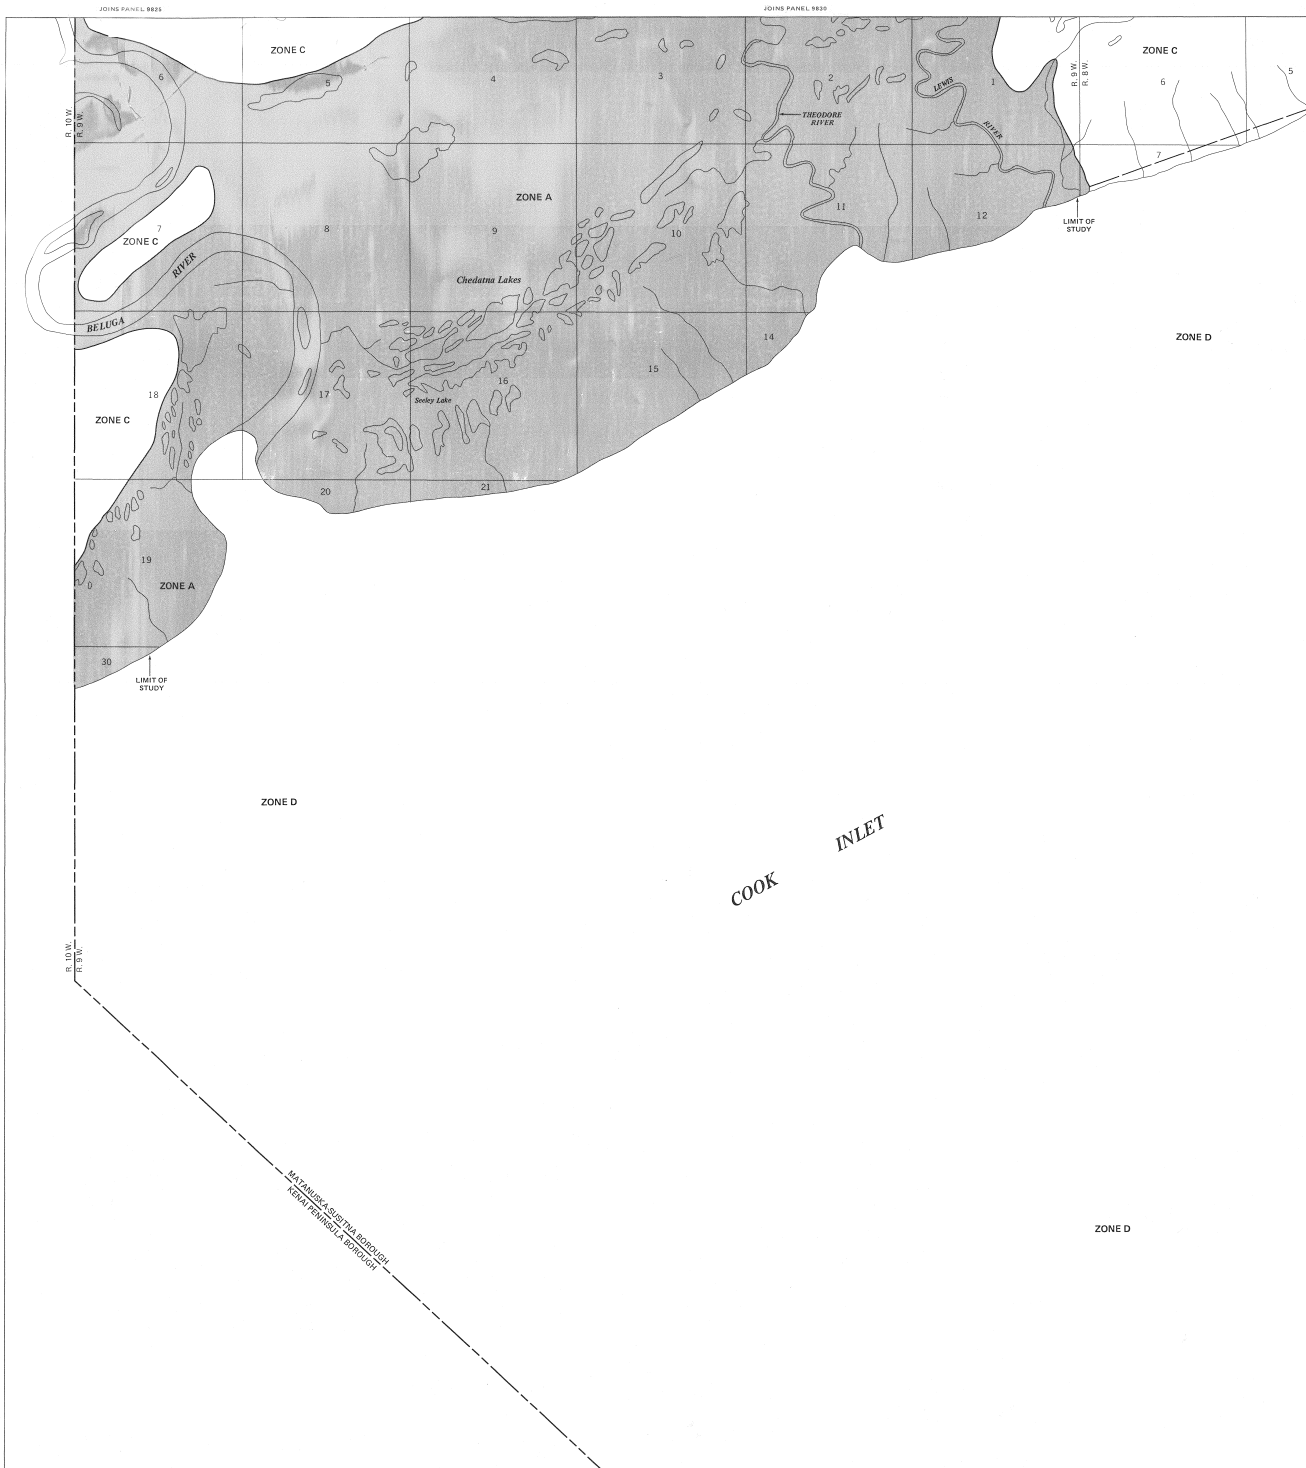 JOINS PANEL 9825
JOINS PANEL 9830
ZONE C
ZONE C
6
5
4
3
2
1
6
5
R. 10 W.
R. 9 W.
R. 9 W.
R. 8 W.
LEWIS
RIVER
THEODORE
RIVER
7
ZONE A
7
ZONE C
8
9
10
11
12
LIMIT OF
STUDY
BELUGA
RIVER
Chedatna Lakes
ZONE D
14
15
16
17
18
Seeley Lake
ZONE C
20
21
19
ZONE A
30
LIMIT OF
STUDY
ZONE D
COOK INLET
R. 10 W.
R. 9 W.
MATANUSKA-SUSITNA BOROUGH
KENAI PENINSULA BOROUGH
ZONE D